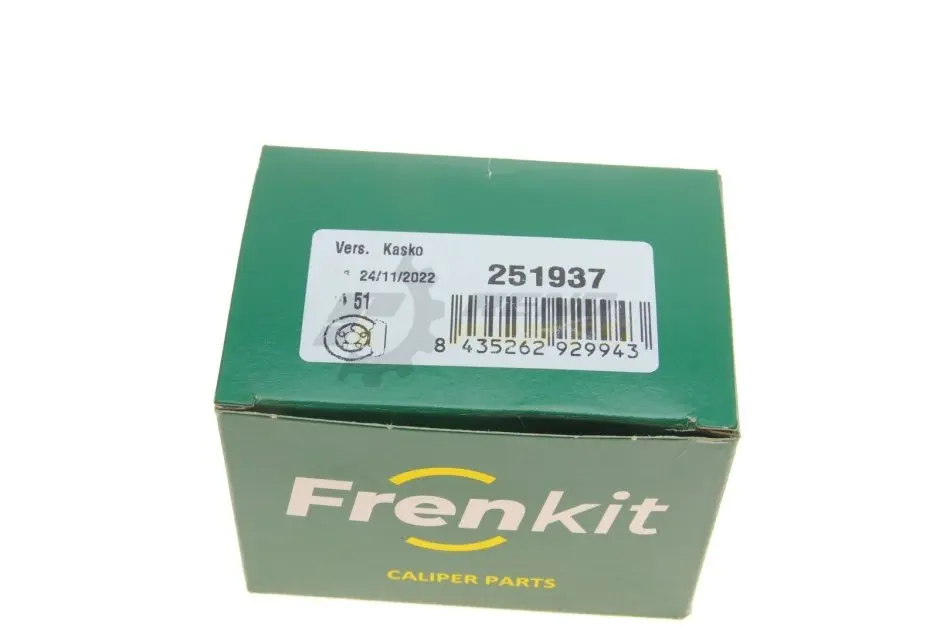 Vers. Kasko
24/11/2022
251937
51
8 435262 929943
Frenkit
CALIPER PARTS